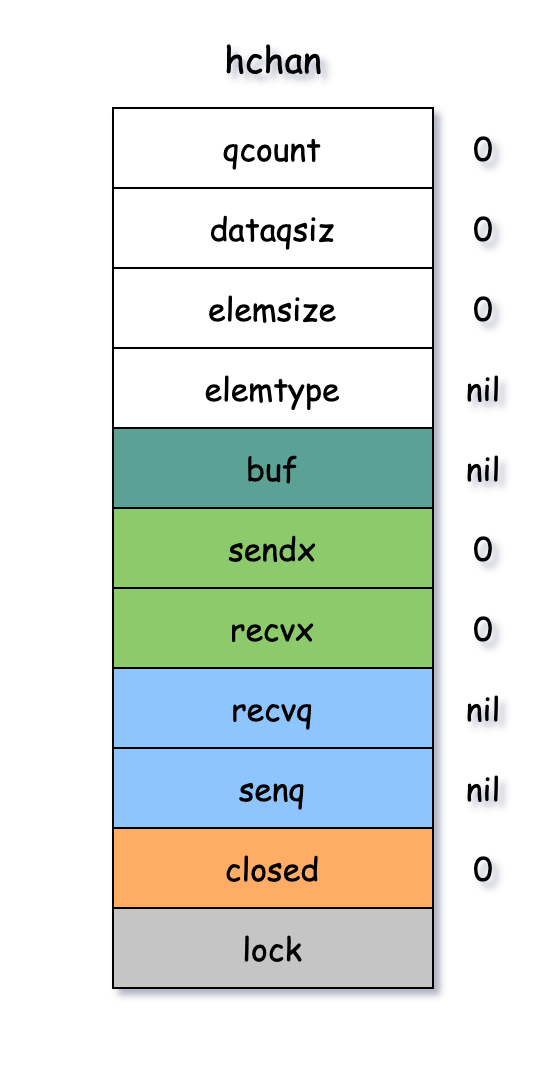 hchan
qcount 0
dataqsiz 0
elemsize 0
elemtype nil
buf nil
sendx 0
recvx 0
recvq nil
senq nil
closed 0
lock